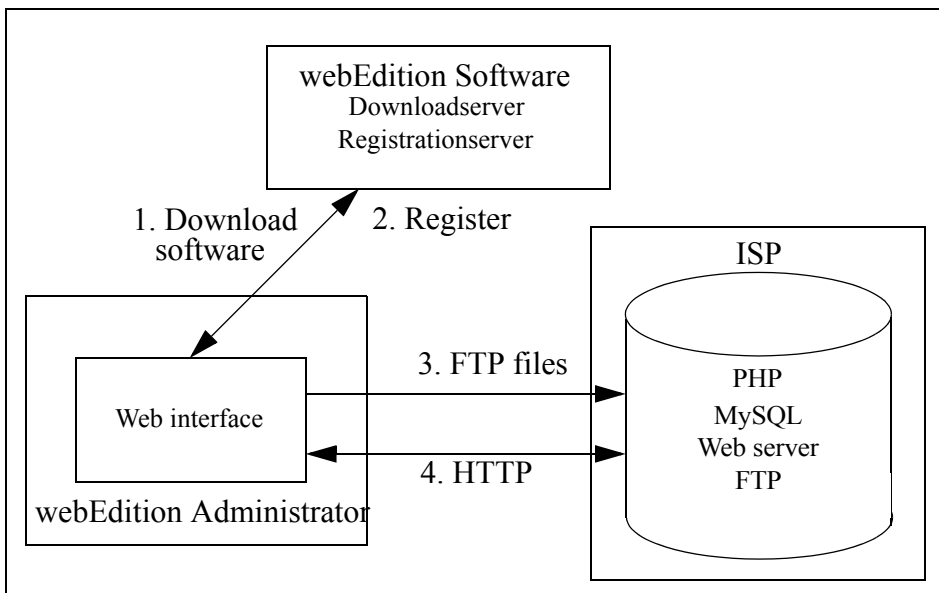 webEdition Software
Downloadserver
Registrationserver
1. Download
software
2. Register
ISP
3. FTP files
PHP
MySQL
Web server
FTP
Web interface
4. HTTP
webEdition Administrator